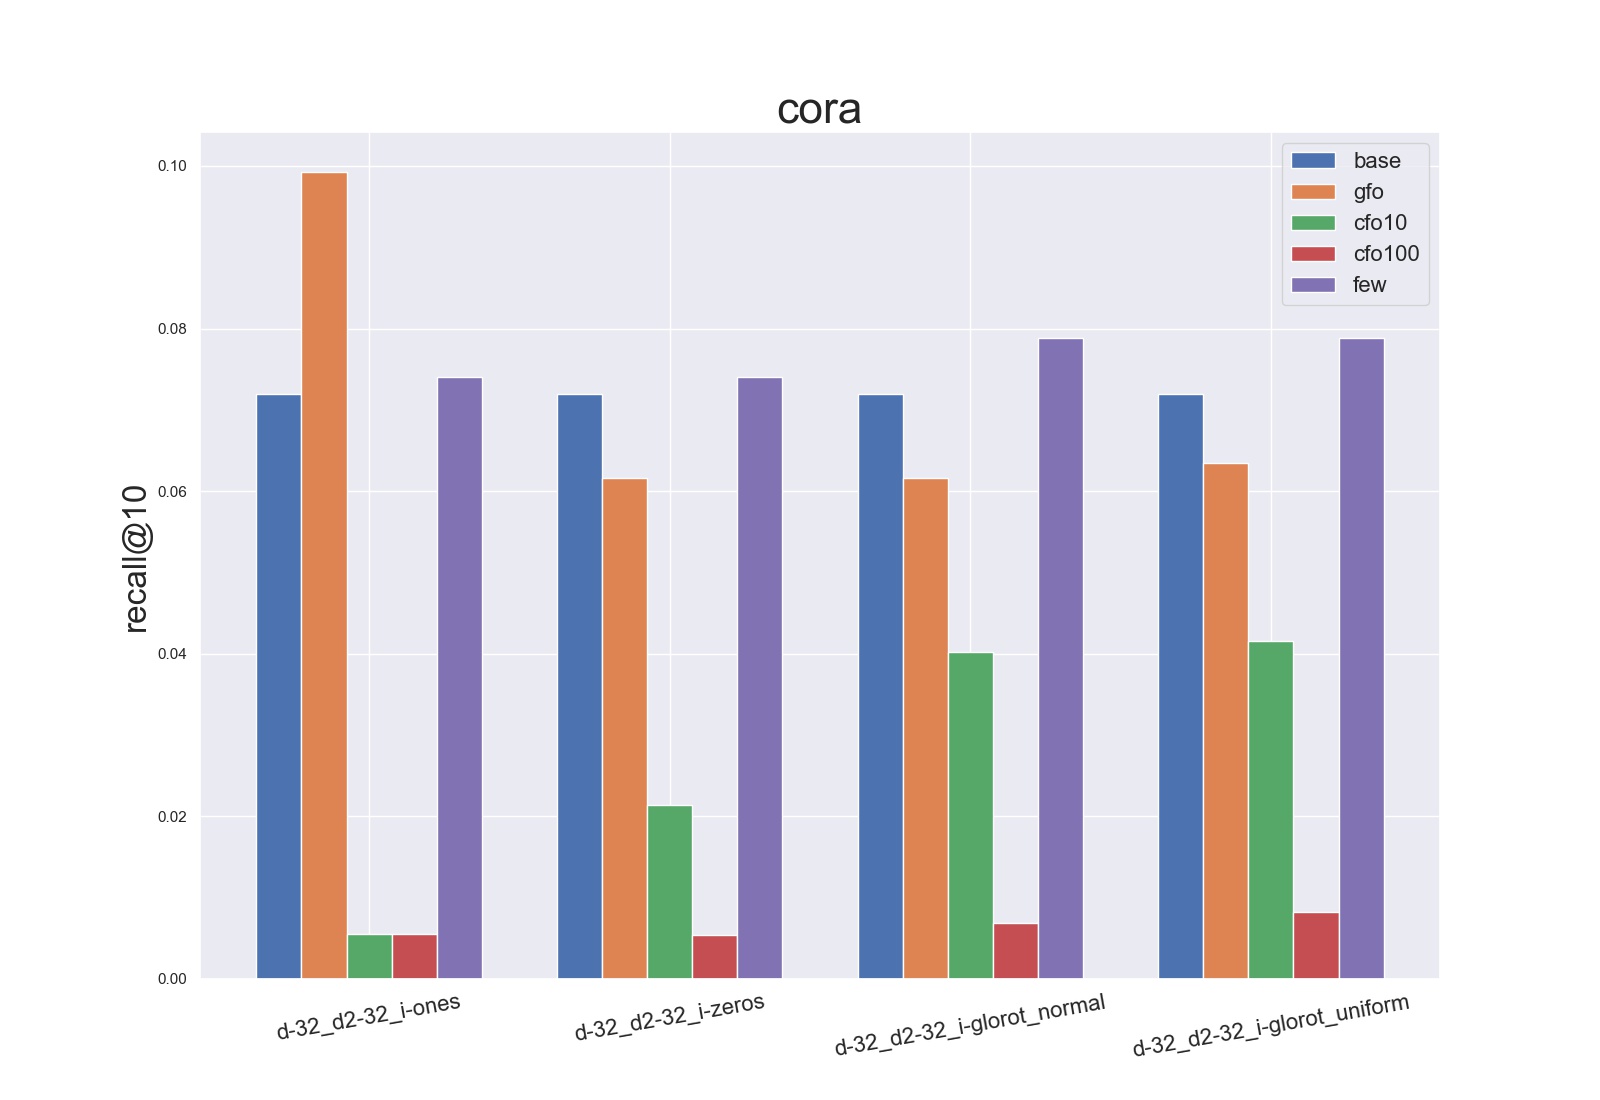 cora
recall@10
0.10
0.08
0.06
0.04
0.02
0.00
base
gfo
cfo10
cfo100
few
d-32_d2-32_i-ones
d-32_d2-32_i-zeros
d-32_d2-32_i-glorot_normal
d-32_d2-32_i-glorot_uniform